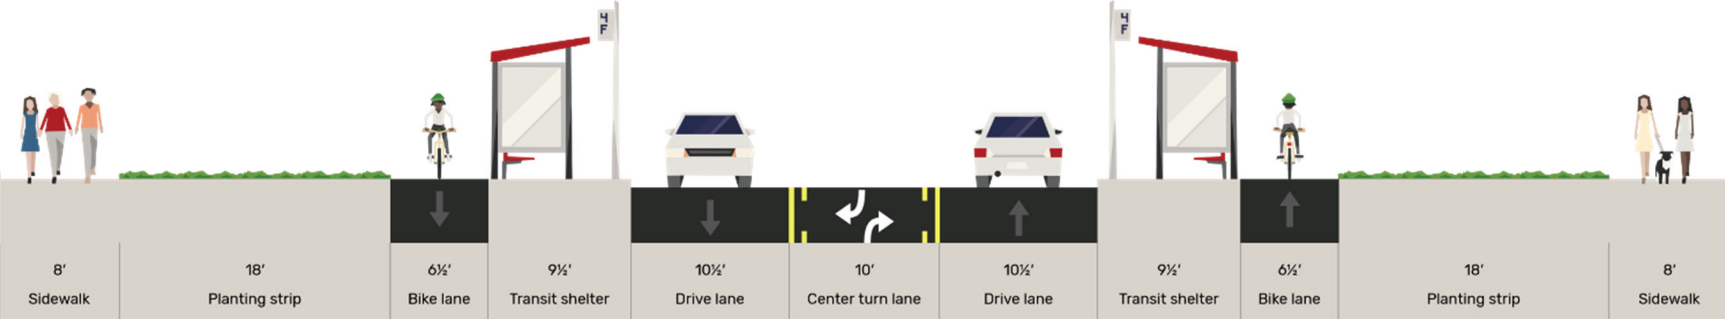 4
F
4
F
8'
18'
6½'
9½'
10½'
10'
10½'
9½'
6½'
18'
8'
Sidewalk
Planting strip
Bike lane
Transit shelter
Drive lane
Center turn lane
Drive lane
Transit shelter
Bike lane
Planting strip
Sidewalk